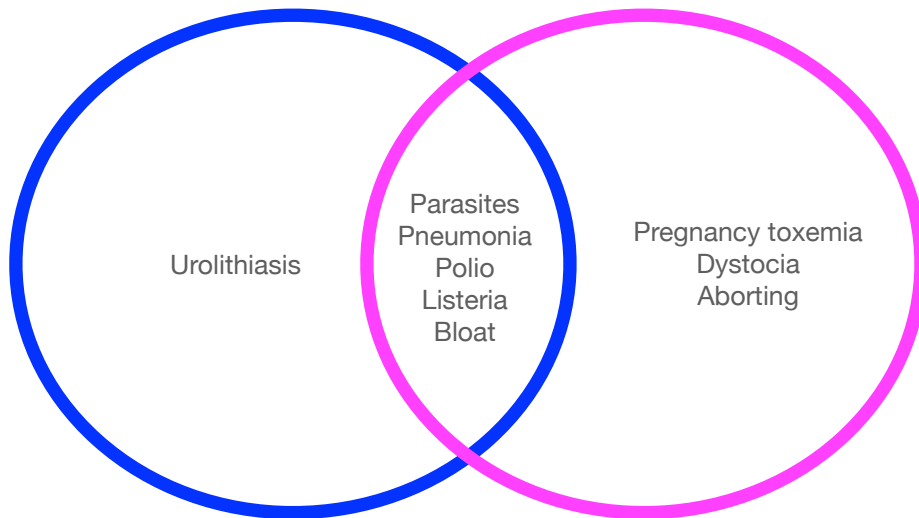 Urolithiasis
Parasites
Pneumonia
Polio
Listeria
Bloat
Pregnancy toxemia
Dystocia
Aborting